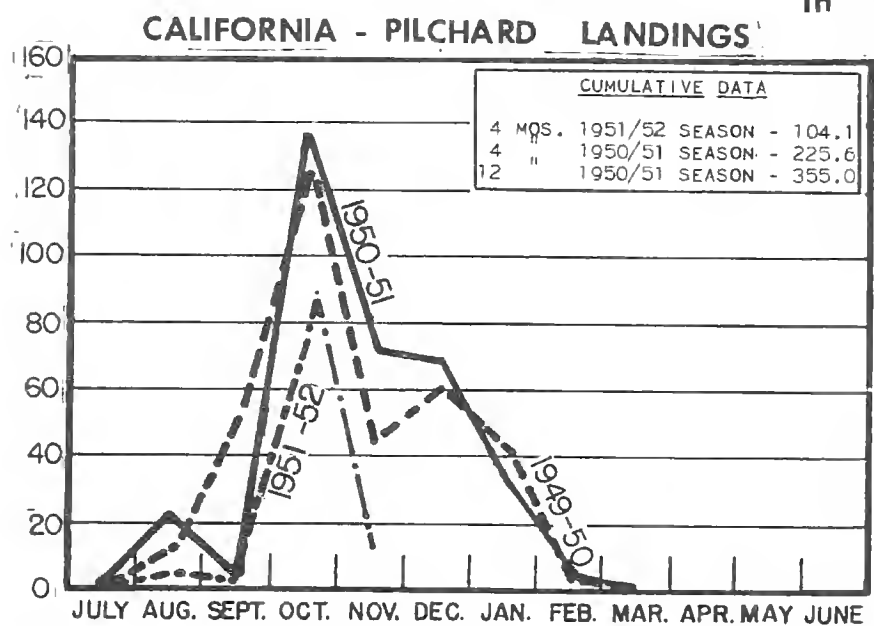 IN
CALIFORNIA - PILCHARD LANDINGS
160
140
120
100
80
60
40
20
0
CUMULATIVE DATA
4 MOS. 1951/52 SEASON - 104.1
4 " 1950/51 SEASON - 225.6
12 " 1950/51 SEASON - 355.0
1950-51
1951-52
1949-50
JULY AUG. SEPT. OCT. NOV. DEC. JAN. FEB. MAR. APR. MAY JUNE